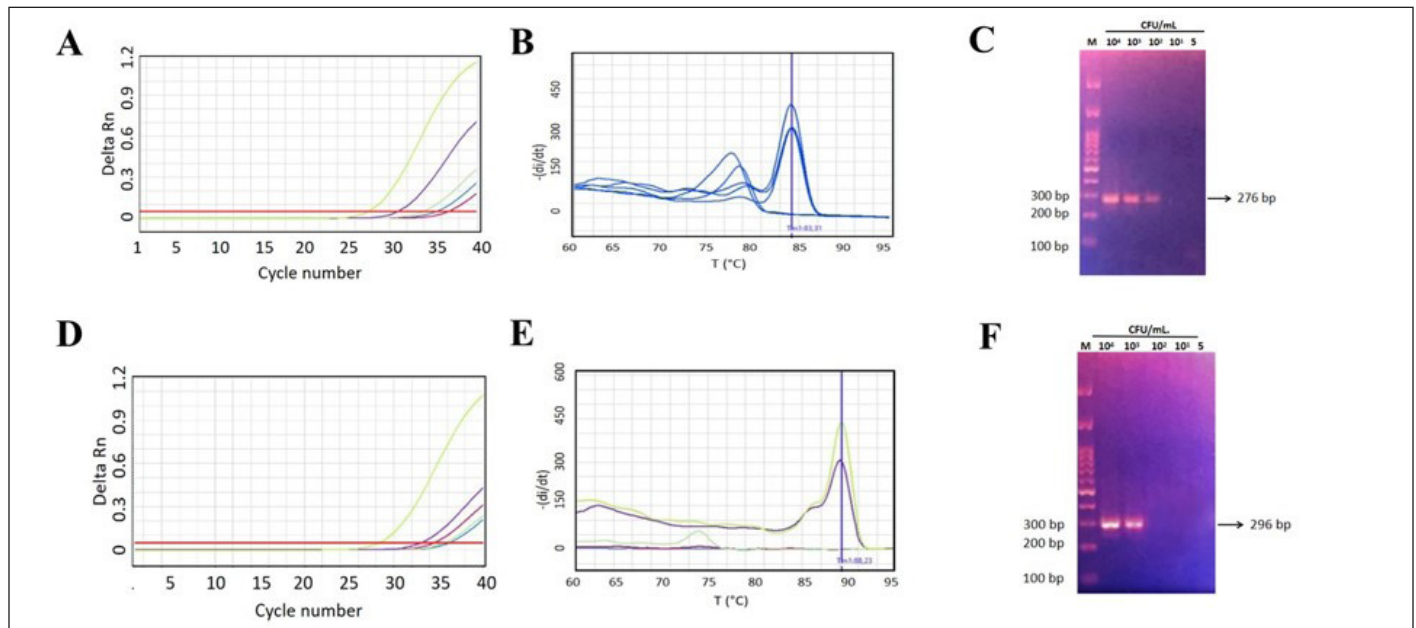 A
1.2
0.9
0.6
0.3
0
Delta Rn
1 5 10 15 20 25 30 35 40
Cycle number
B
450
300
150
0
-(di/dt)
60 65 70 75 80 85 90 95
T (°C)
C
CFU/mL
M 10⁴ 10³ 10² 10¹ 5
300 bp
200 bp
100 bp
276 bp
D
1.2
0.9
0.6
0.3
0
Delta Rn
5 10 15 20 25 30 35 40
Cycle number
E
600
450
300
150
0
-(di/dt)
60 65 70 75 80 85 90 95
T (°C)
F
CFU/mL.
M 10⁴ 10³ 10² 10¹ 5
300 bp
200 bp
100 bp
296 bp